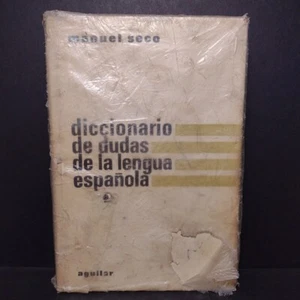 manuel seco
diccionario
de dudas
de la lengua
española
aguilar